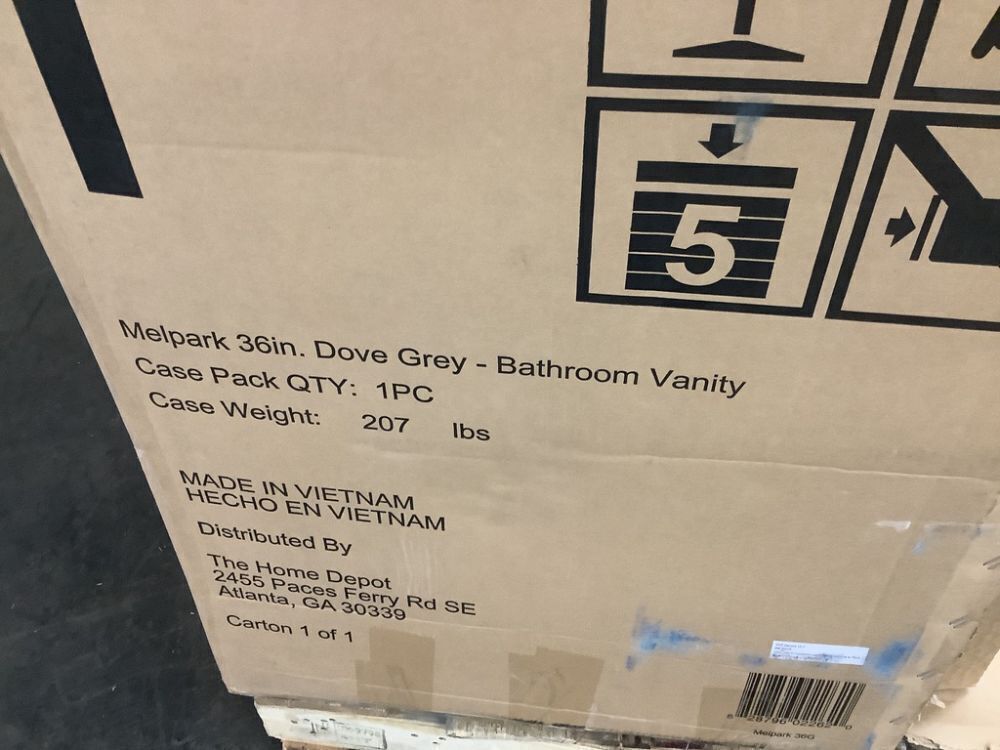 5
Melpark 36in. Dove Grey - Bathroom Vanity
Case Pack QTY: 1PC
Case Weight: 207 lbs
MADE IN VIETNAM
HECHO EN VIETNAM
Distributed By
The Home Depot
2455 Paces Ferry Rd SE
Atlanta, GA 30339
Carton 1 of 1
Melpark 36G